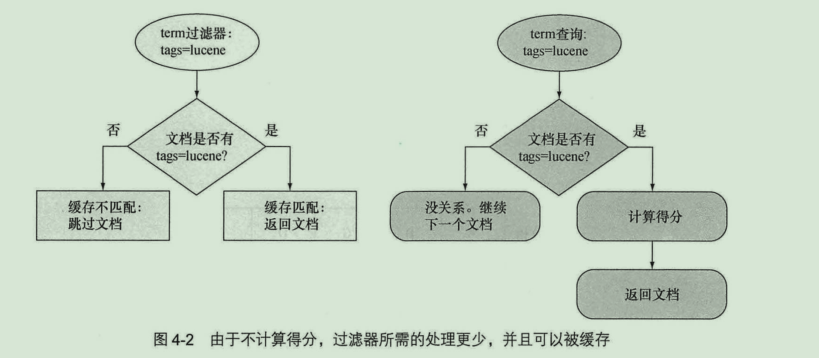 term过滤器：
tags=lucene
文档是否有
tags=lucene?
否
是
缓存不匹配：
跳过文档
缓存匹配：
返回文档
term查询:
tags=lucene
文档是否有
tags=lucene?
否
是
没关系。继续
下一个文档
计算得分
返回文档
图 4-2 由于不计算得分，过滤器所需的处理更少，并且可以被缓存